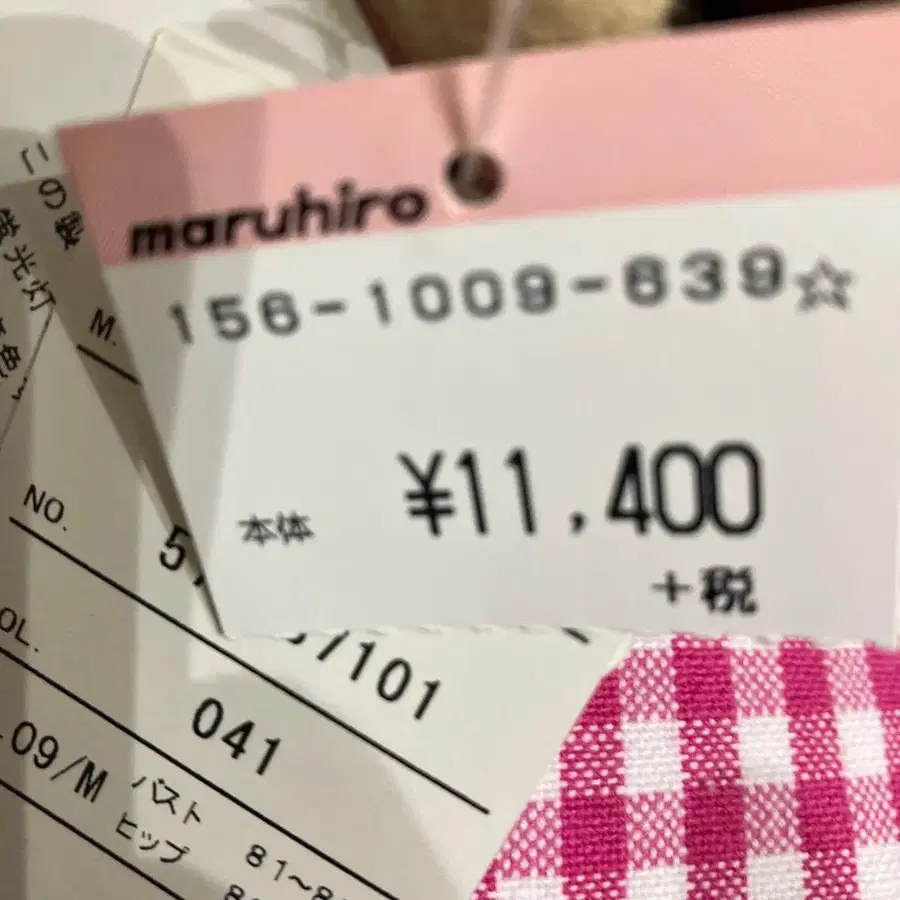 maruhiro
156-1009-639☆
本体 ¥11,400
+税
この製
蛍光灯
M.
NO.
/101
OL.
041
09/M
バスト
81~8
ヒップ